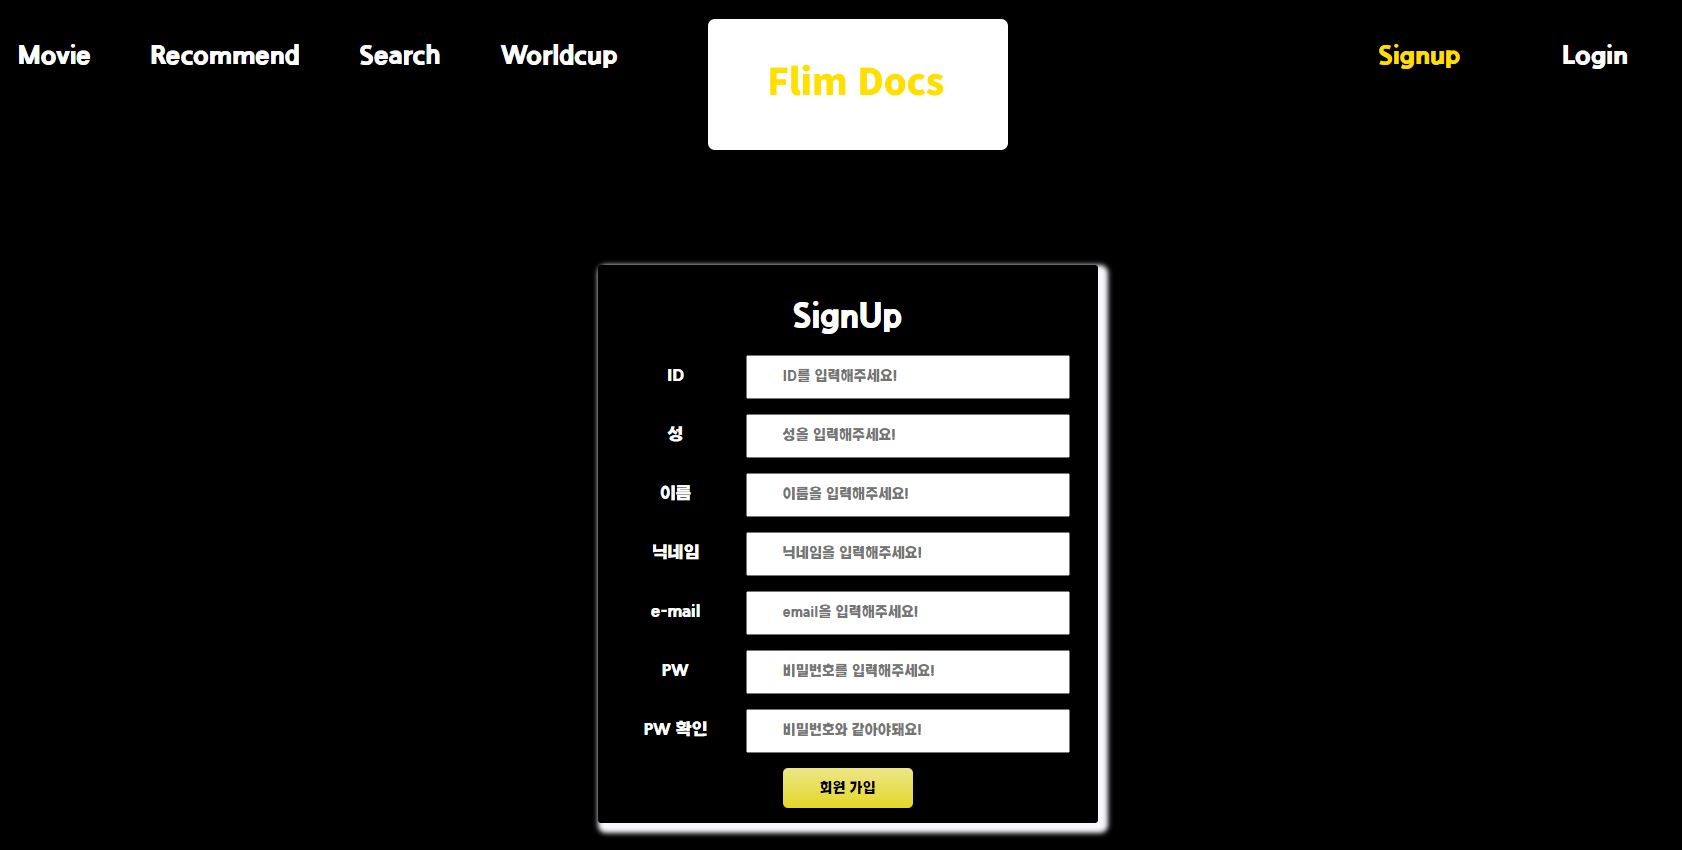 Movie Recommend Search Worldcup Signup Login
Flim Docs
SignUp
ID ID를 입력해주세요!
성 성을 입력해주세요!
이름 이름을 입력해주세요!
닉네임 닉네임을 입력해주세요!
e-mail email을 입력해주세요!
PW 비밀번호를 입력해주세요!
PW 확인 비밀번호와 같아야돼요!
회원 가입